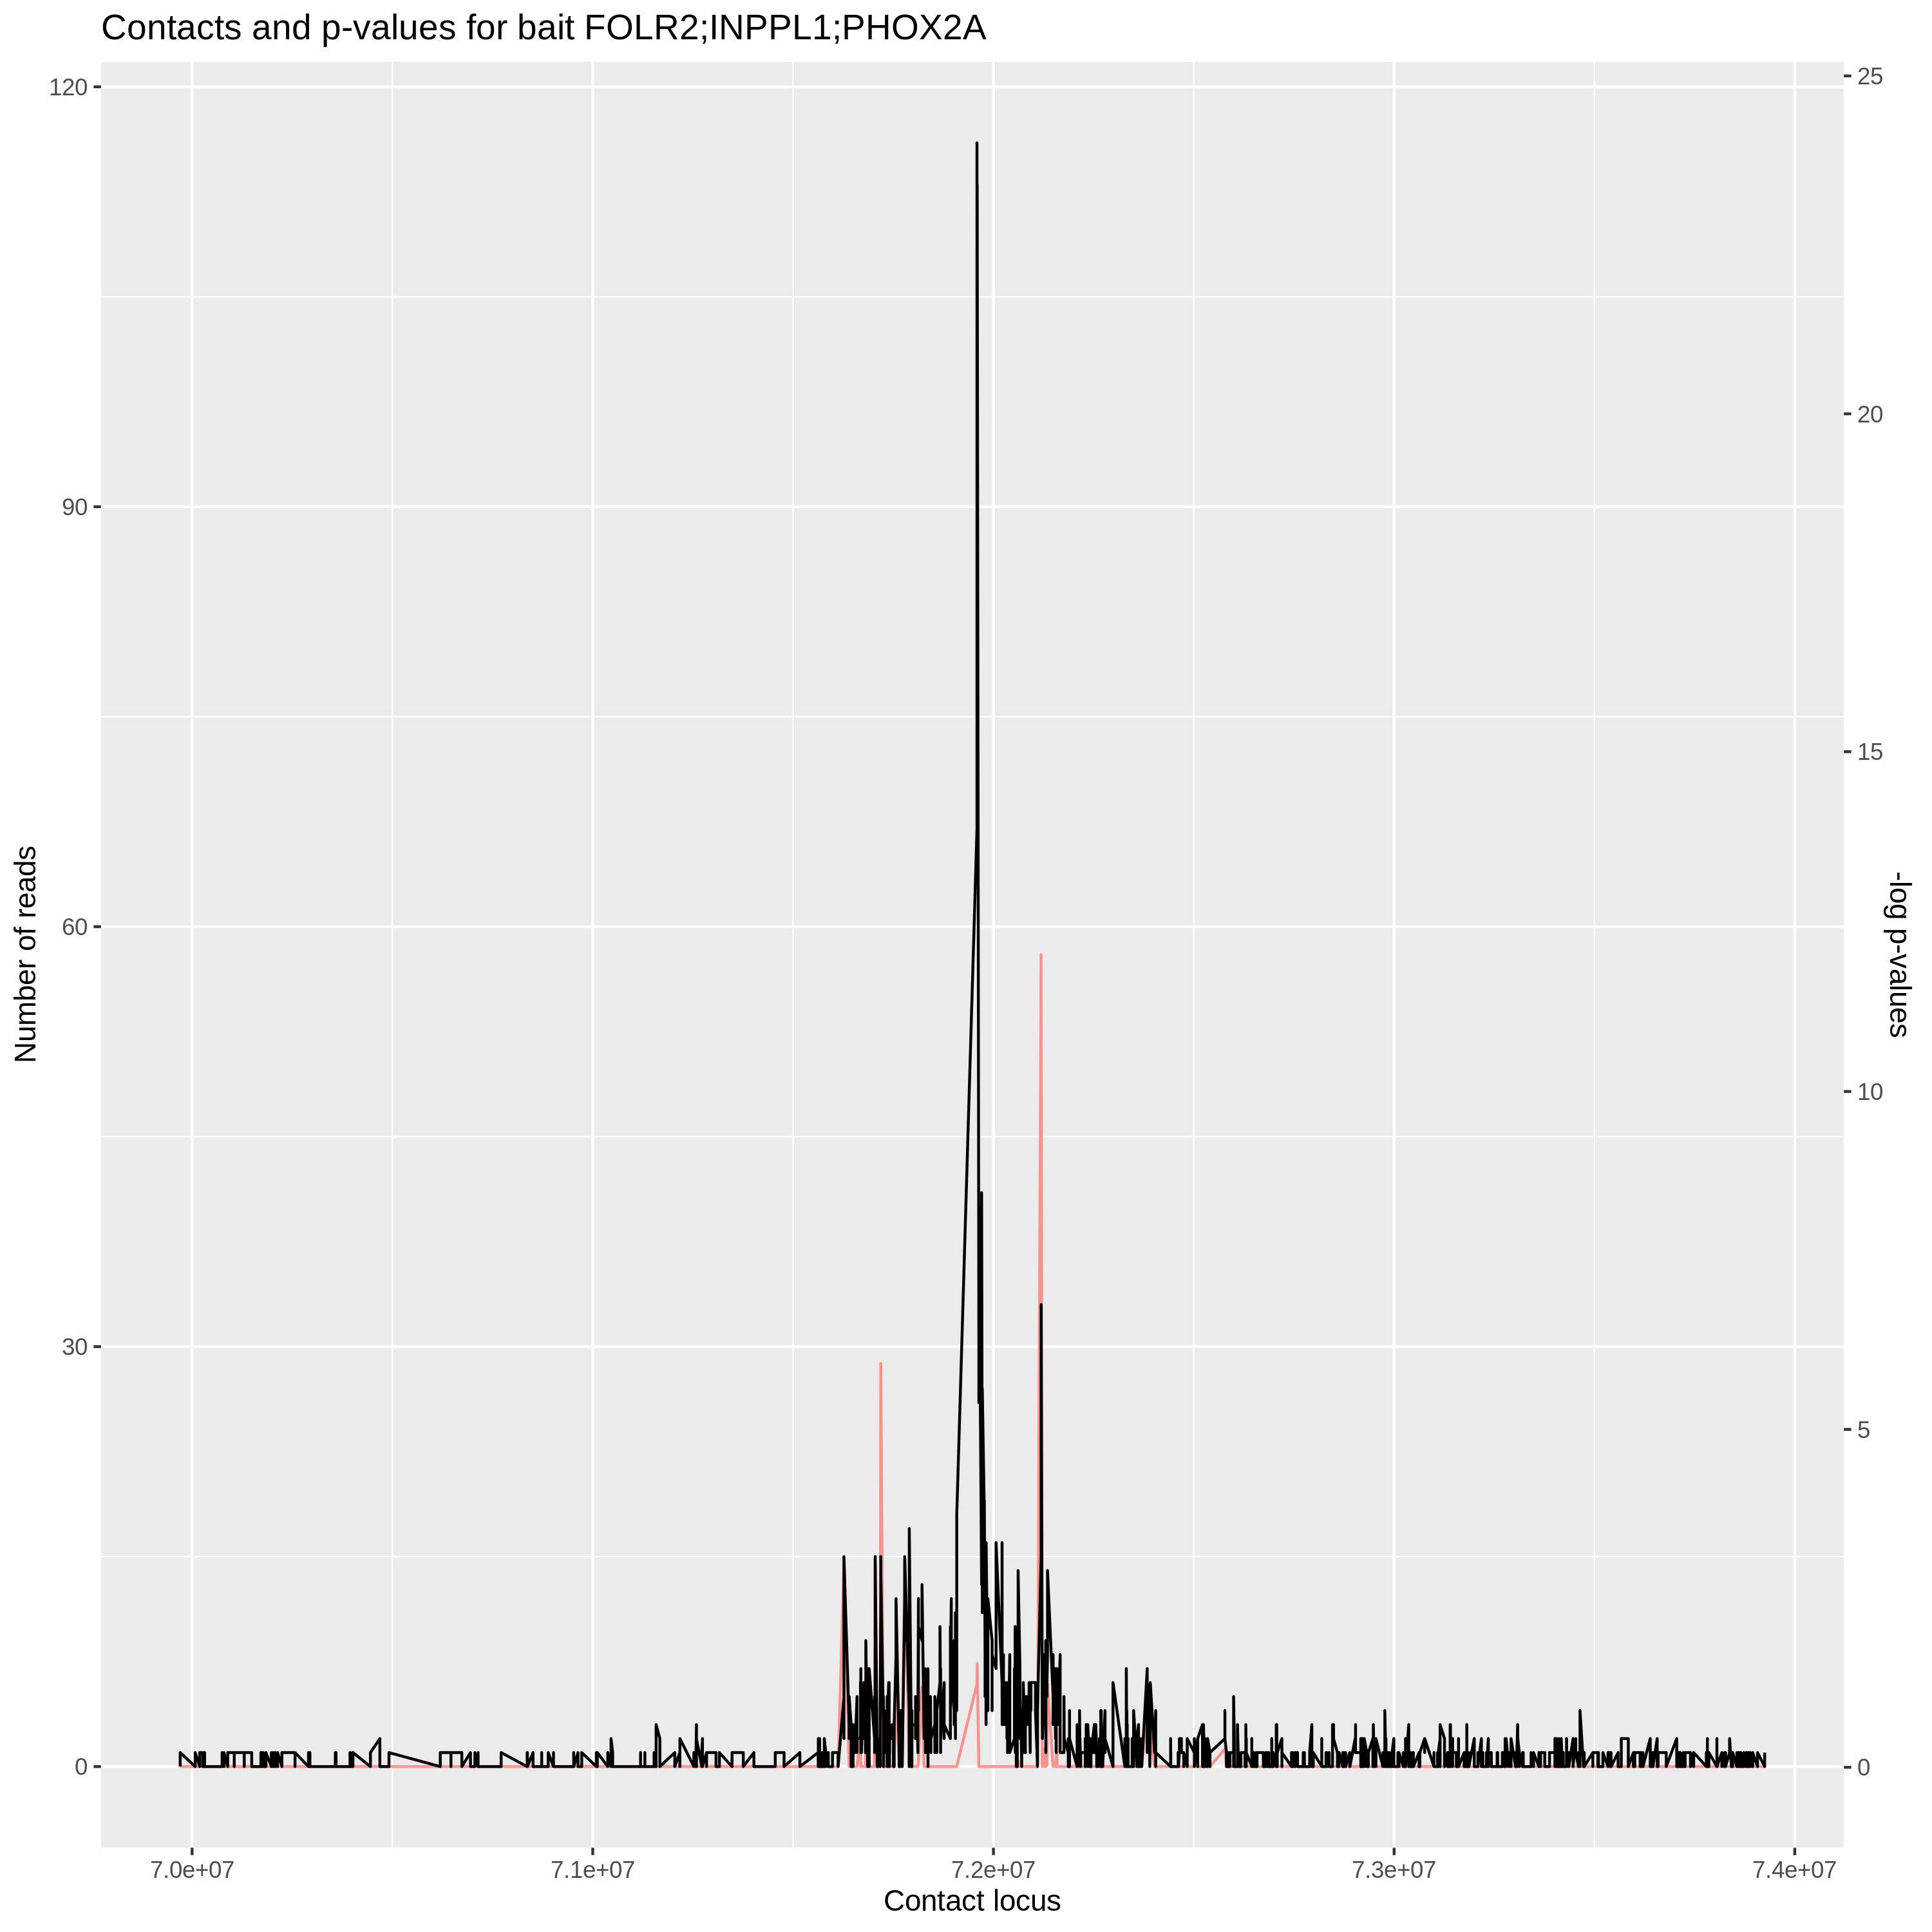 Contacts and p-values for bait FOLR2;INPPL1;PHOX2A
120
90
60
30
0
Number of reads
25
20
15
10
5
0
-log p-values
7.0e+07 7.1e+07 7.2e+07 7.3e+07 7.4e+07
Contact locus